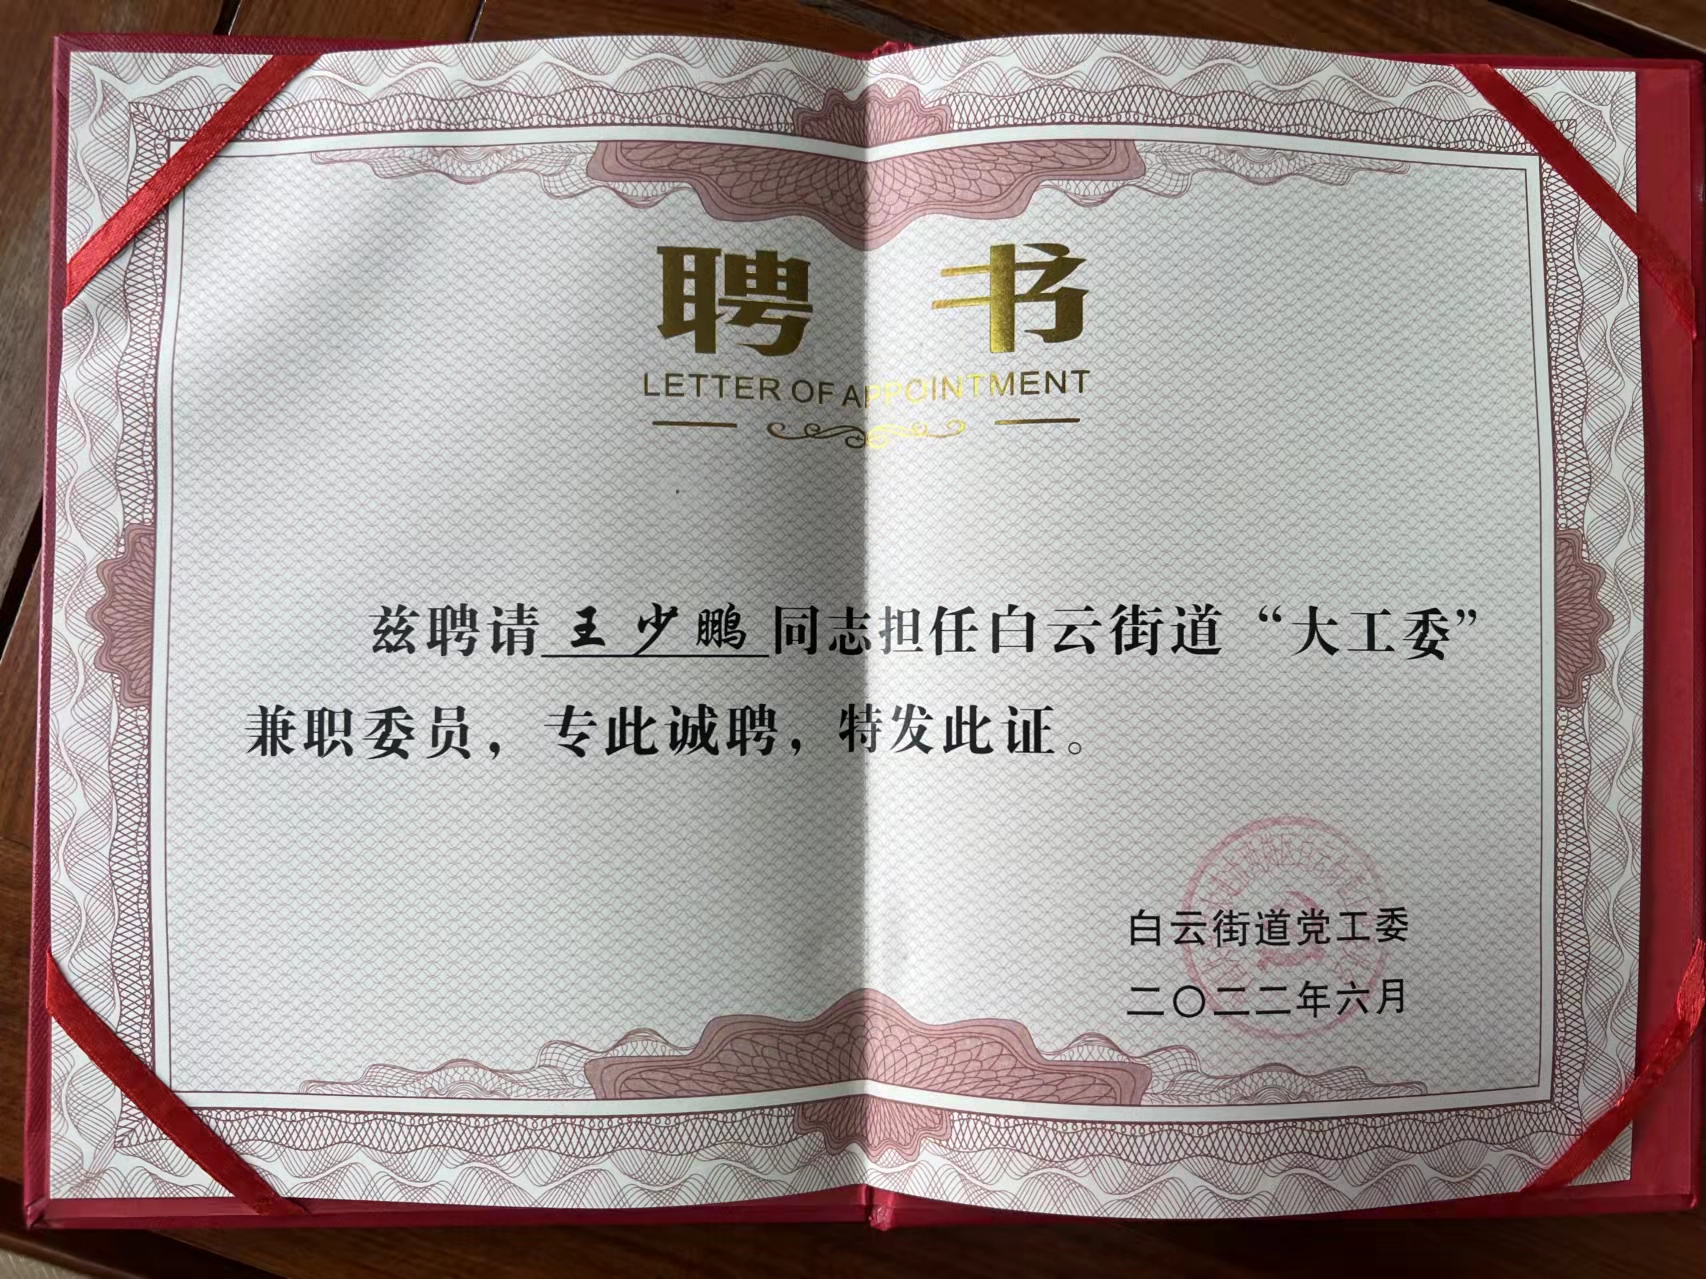 聘 书
LETTER OF APPOINTMENT
兹聘请王少鹏同志担任白云街道“大工委”
兼职委员，专此诚聘，特发此证。
白云街道党工委
二〇二二年六月